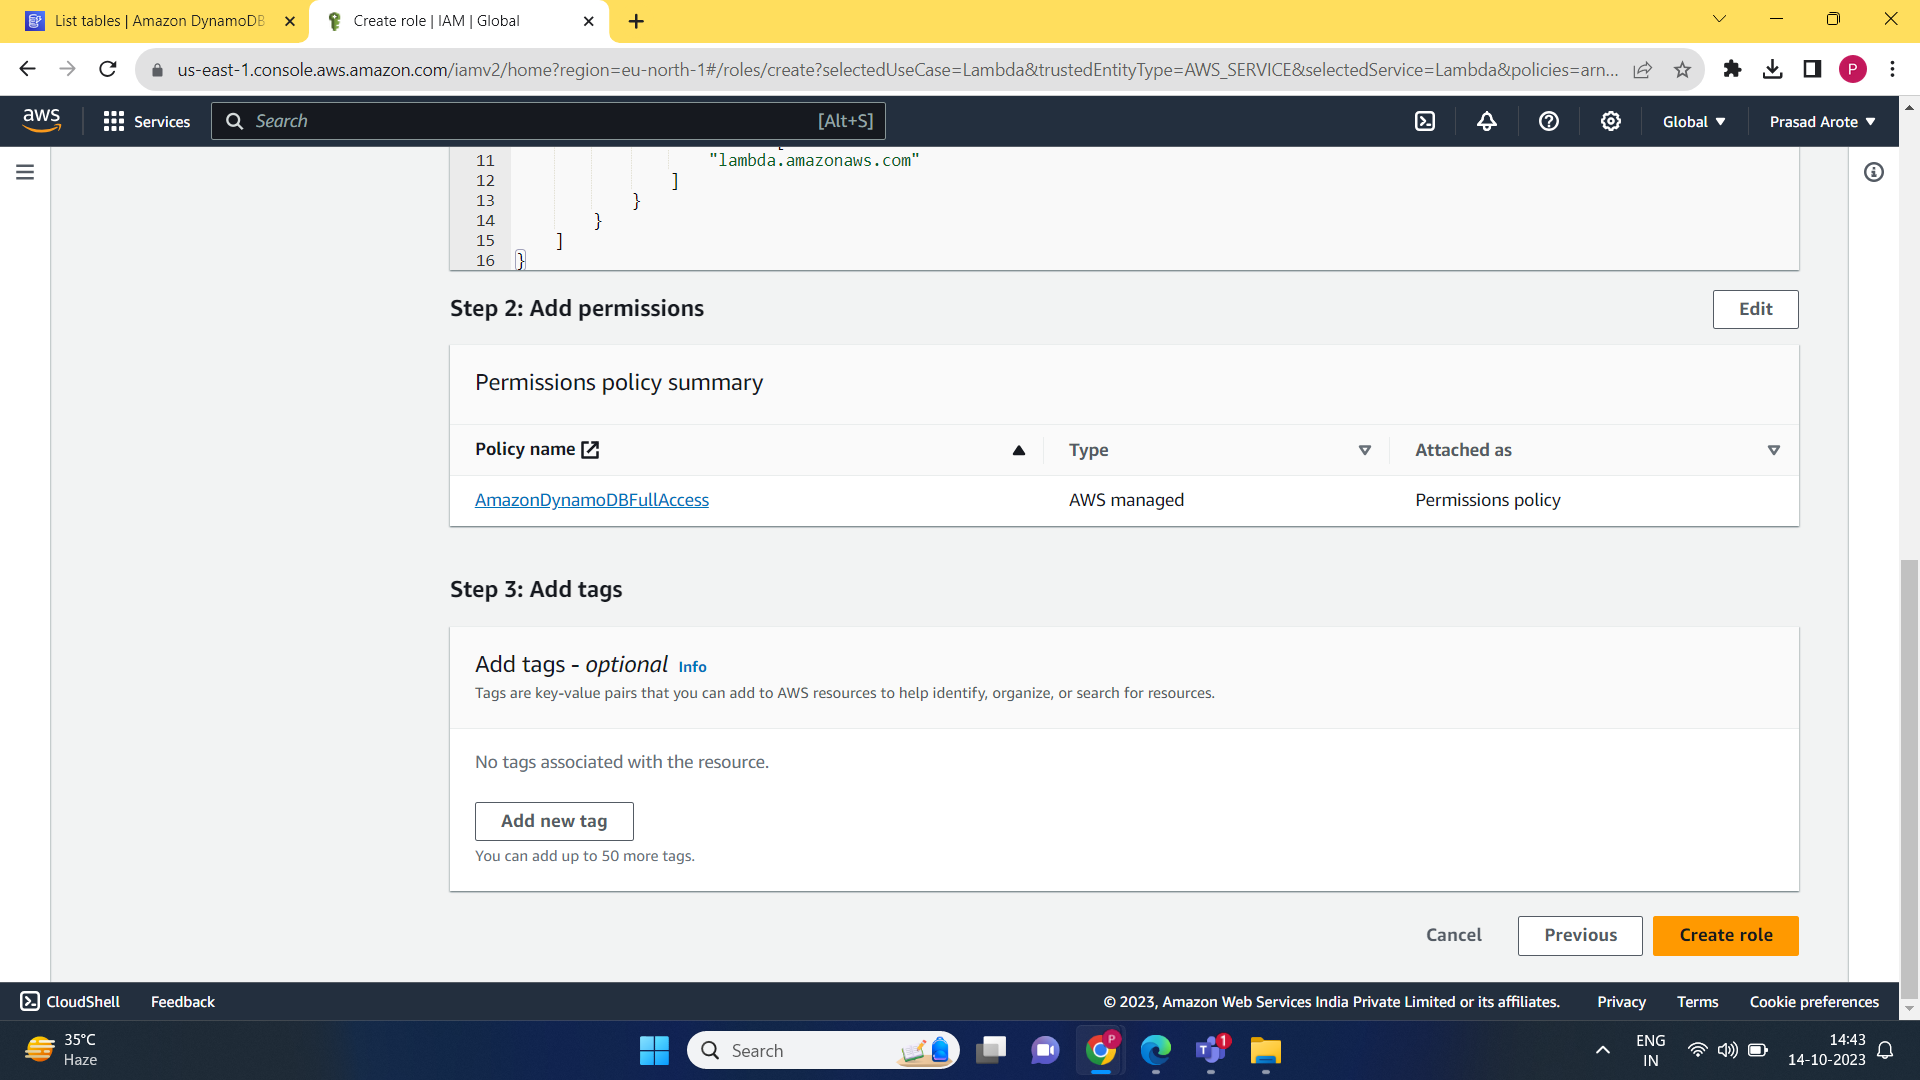 List tables | Amazon DynamoDB
Create role | IAM | Global
us-east-1.console.aws.amazon.com/iamv2/home?region=eu-north-1#/roles/create?selectedUseCase=Lambda&trustedEntityType=AWS_SERVICE&selectedService=Lambda&policies=arn...
P
aws
Services
Search
[Alt+S]
Global
Prasad Arote
11 "lambda.amazonaws.com"
12 ]
13 }
14 }
15 ]
16 }
Step 2: Add permissions
Edit
Permissions policy summary
Policy name Type Attached as
AmazonDynamoDBFullAccess AWS managed Permissions policy
Step 3: Add tags
Add tags - optional Info
Tags are key-value pairs that you can add to AWS resources to help identify, organize, or search for resources.
No tags associated with the resource.
Add new tag
You can add up to 50 more tags.
Cancel Previous Create role
CloudShell Feedback © 2023, Amazon Web Services India Private Limited or its affiliates. Privacy Terms Cookie preferences
35°C
Haze
Search
P
1
ENG
IN
14:43
14-10-2023